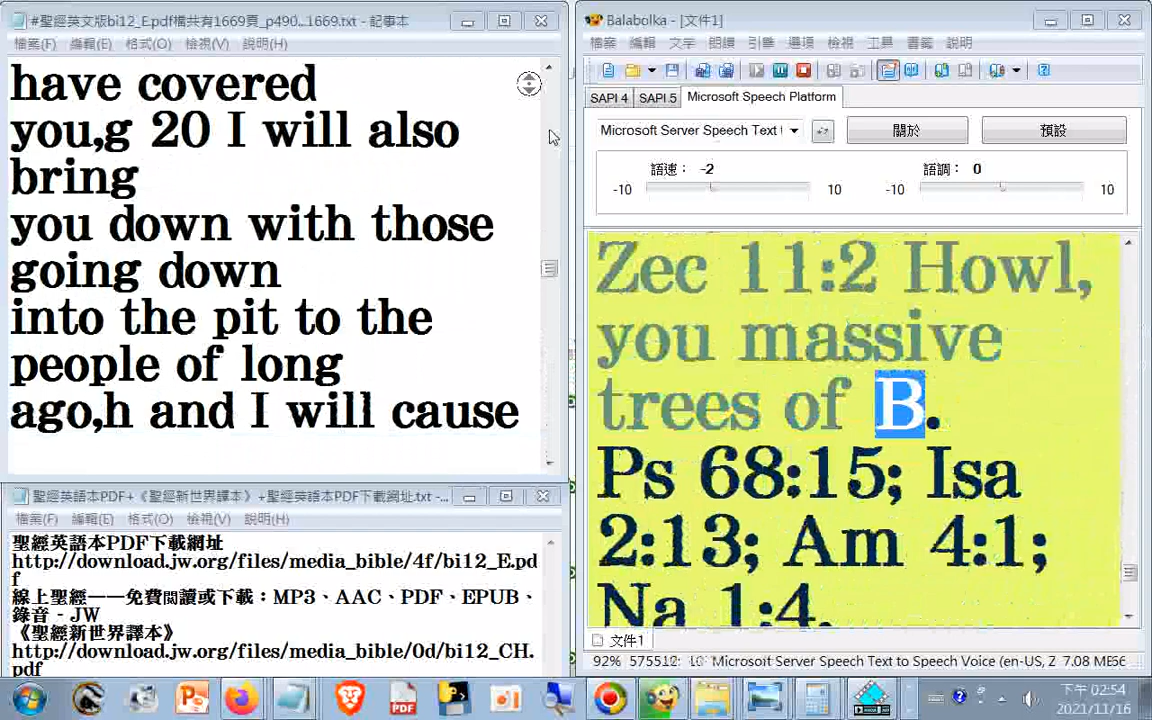 #聖經英文版bi12_E.pdf檔共有1669頁_p490...1669.txt - 記事本
檔案(F) 編輯(E) 格式(O) 檢視(V) 說明(H)
have covered
you,g 20 I will also
bring
you down with those
going down
into the pit to the
people of long
ago,h and I will cause
聖經英語本PDF+《聖經新世界譯本》+聖經英語本PDF下載網址.txt - ...
檔案(F) 編輯(E) 格式(O) 檢視(V) 說明(H)
聖經英語本PDF下載網址
http://download.jw.org/files/media_bible/4f/bi12_E.pd
f
線上聖經——免費閱讀或下載：MP3、AAC、PDF、EPUB、
錄音 - JW
《聖經新世界譯本》
http://download.jw.org/files/media_bible/0d/bi12_CH.
pdf
Balabolka - [文件1]
檔案 編輯 文字 朗讀 引擎 選項 檢視 工具 書籤 說明
SAPI 4 SAPI 5 Microsoft Speech Platform
Microsoft Server Speech Text 關於 預設
語速： -2 語調： 0
-10 10 -10 10
Zec 11:2 Howl,
you massive
trees of B.
Ps 68:15; Isa
2:13; Am 4:1;
Na 1:4.
文件1
92% 575512: Microsoft Server Speech Text to Speech Voice (en-US, Z 7.08 ME
下午 02:54
2021/11/16